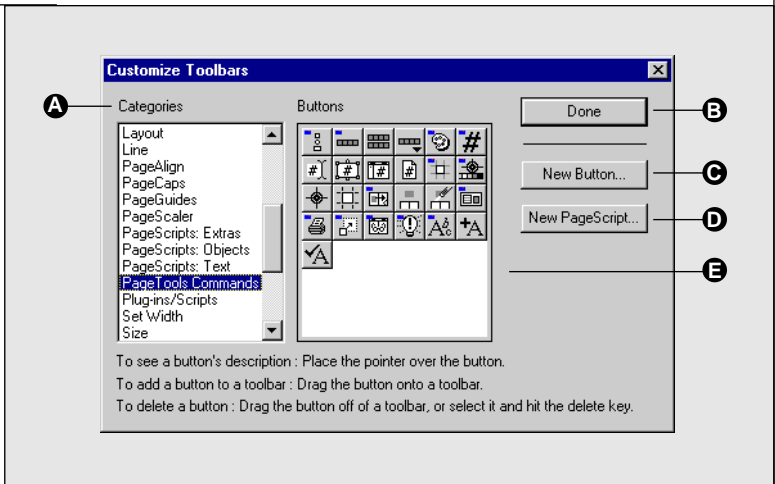 Customize Toolbars
A
Categories
Buttons
Done
B
Layout
Line
PageAlign
PageCaps
PageGuides
PageScaler
PageScripts: Extras
PageScripts: Objects
PageScripts: Text
PageTools Commands
Plug-ins/Scripts
Set Width
Size
New Button...
C
New PageScript...
D
E
To see a button's description : Place the pointer over the button.
To add a button to a toolbar : Drag the button onto a toolbar.
To delete a button : Drag the button off of a toolbar, or select it and hit the delete key.